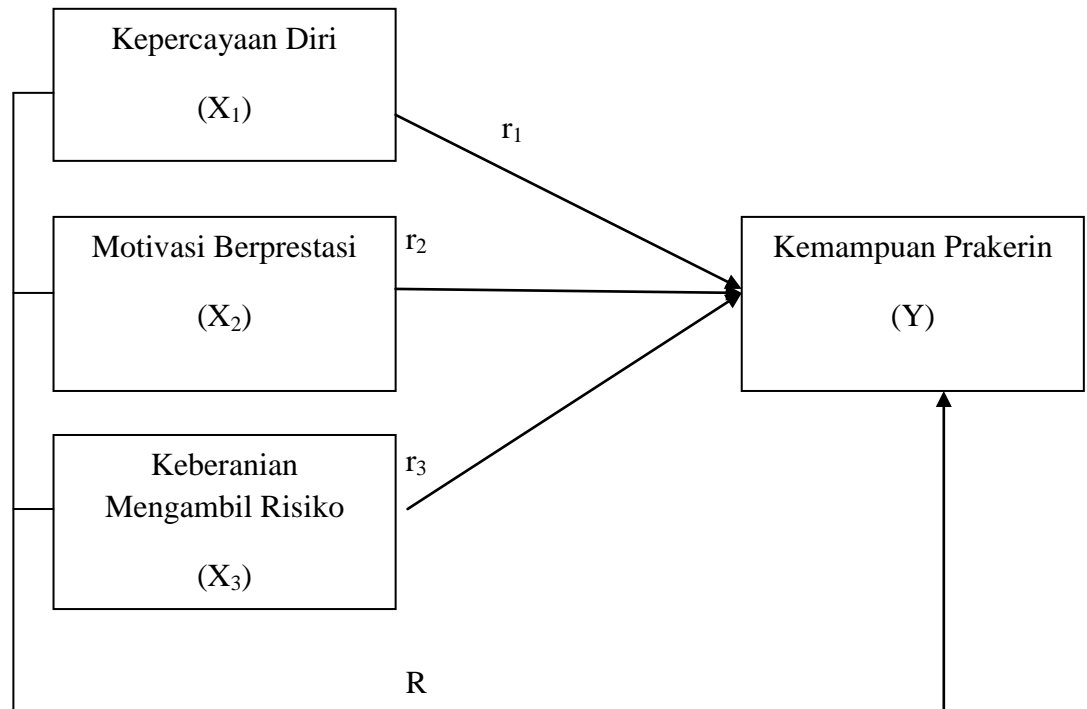 Kepercayaan Diri
(X₁)
r₁
Motivasi Berprestasi
(X₂)
r₂
Kemampuan Prakerin
(Y)
Keberanian
Mengambil Risiko
(X₃)
r₃
R